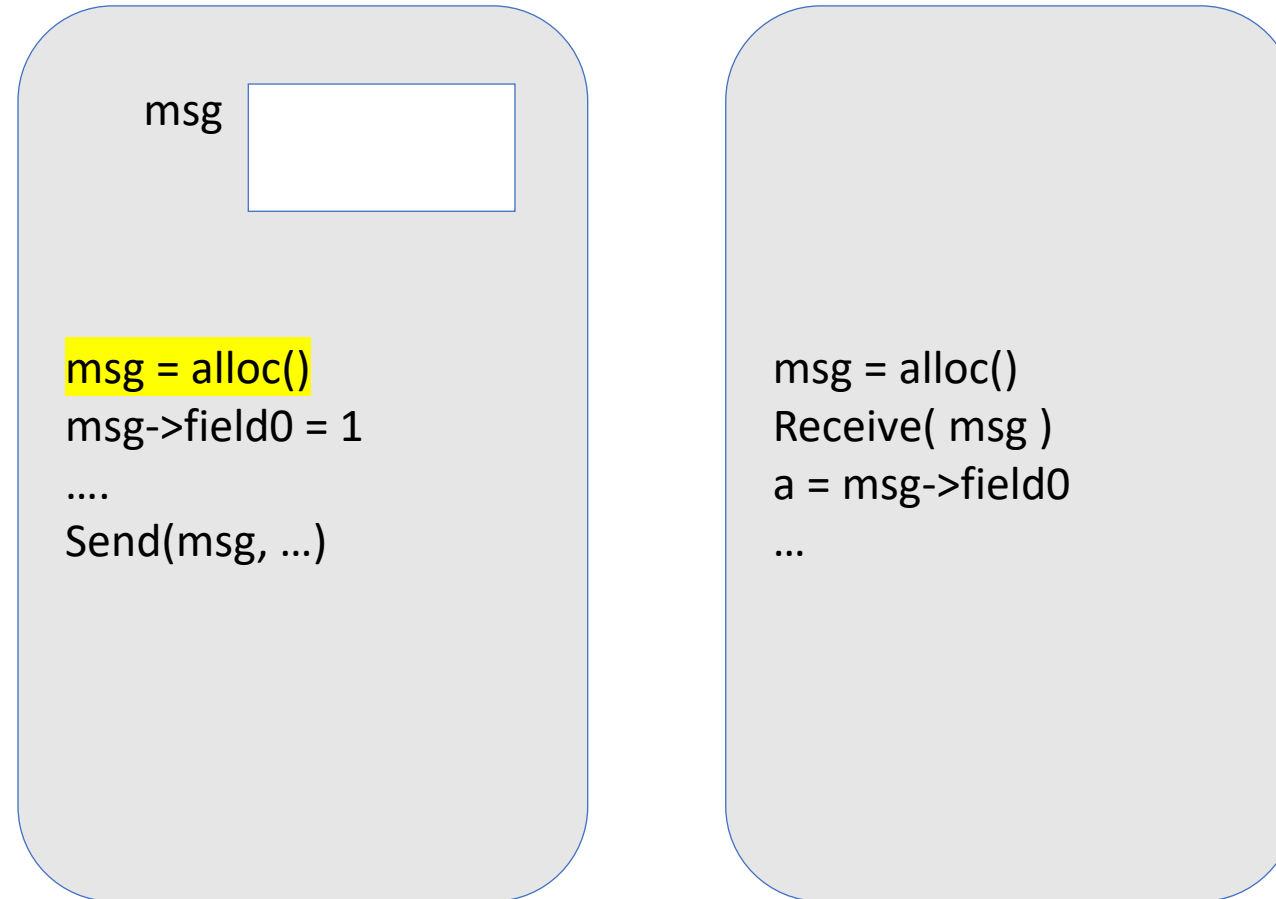 msg
msg = alloc()
msg->field0 = 1
….
Send(msg, …)
msg = alloc()
Receive( msg )
a = msg->field0
…